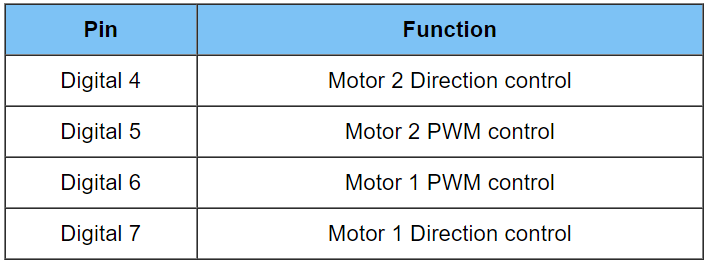 Pin Function
Digital 4 Motor 2 Direction control
Digital 5 Motor 2 PWM control
Digital 6 Motor 1 PWM control
Digital 7 Motor 1 Direction control